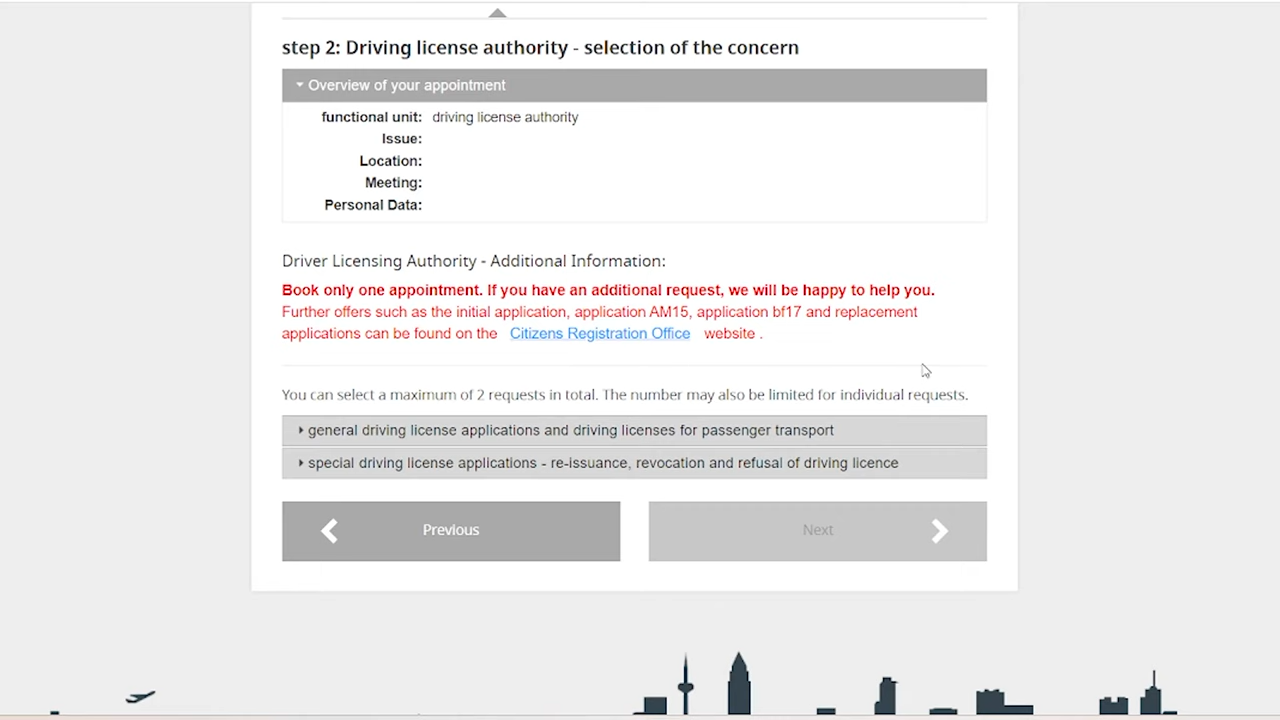 step 2: Driving license authority - selection of the concern
Overview of your appointment
functional unit: driving license authority
Issue:
Location:
Meeting:
Personal Data:
Driver Licensing Authority - Additional Information:
Book only one appointment. If you have an additional request, we will be happy to help you.
Further offers such as the initial application, application AM15, application bf17 and replacement
applications can be found on the Citizens Registration Office website .
You can select a maximum of 2 requests in total. The number may also be limited for individual requests.
general driving license applications and driving licenses for passenger transport
special driving license applications - re-issuance, revocation and refusal of driving licence
Previous
Next